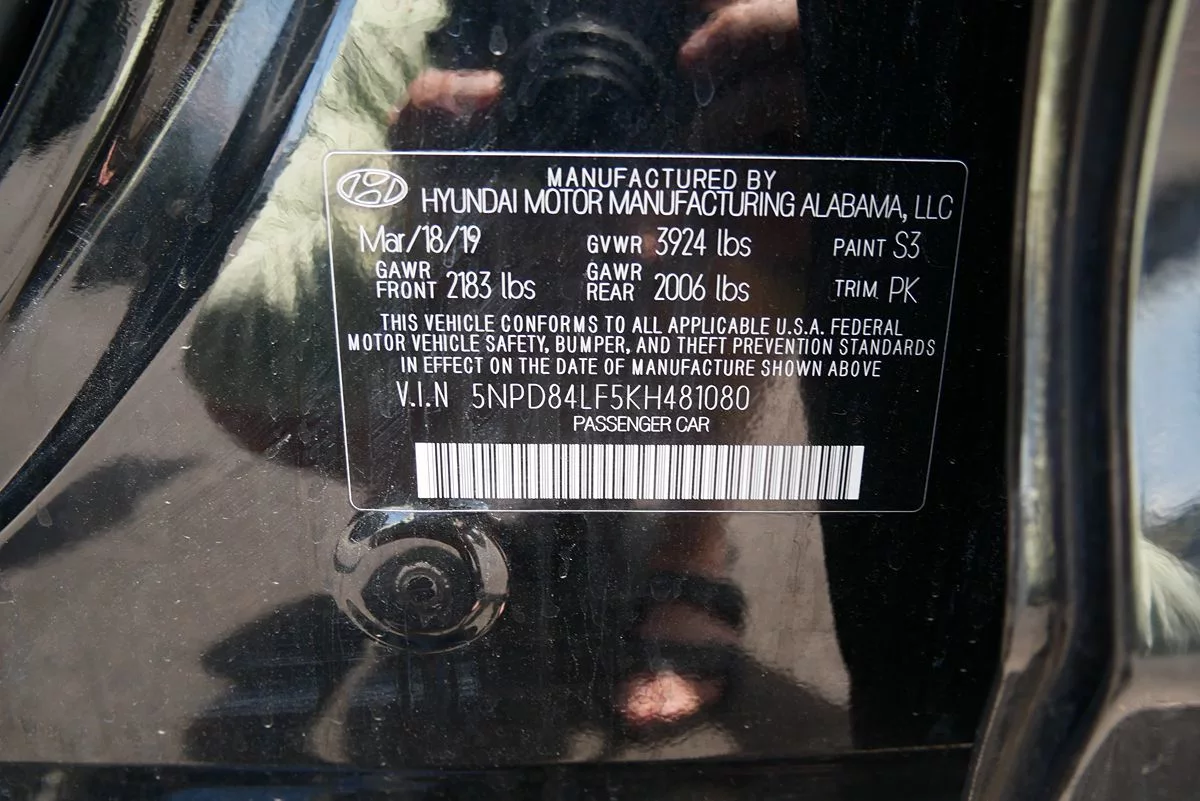 MANUFACTURED BY
HYUNDAI MOTOR MANUFACTURING ALABAMA, LLC
Mar/18/19 GVWR 3924 lbs PAINT S3
GAWR FRONT 2183 lbs GAWR REAR 2006 lbs TRIM PK
THIS VEHICLE CONFORMS TO ALL APPLICABLE U.S.A. FEDERAL
MOTOR VEHICLE SAFETY, BUMPER, AND THEFT PREVENTION STANDARDS
IN EFFECT ON THE DATE OF MANUFACTURE SHOWN ABOVE
V.I.N 5NPD84LF5KH481080
PASSENGER CAR